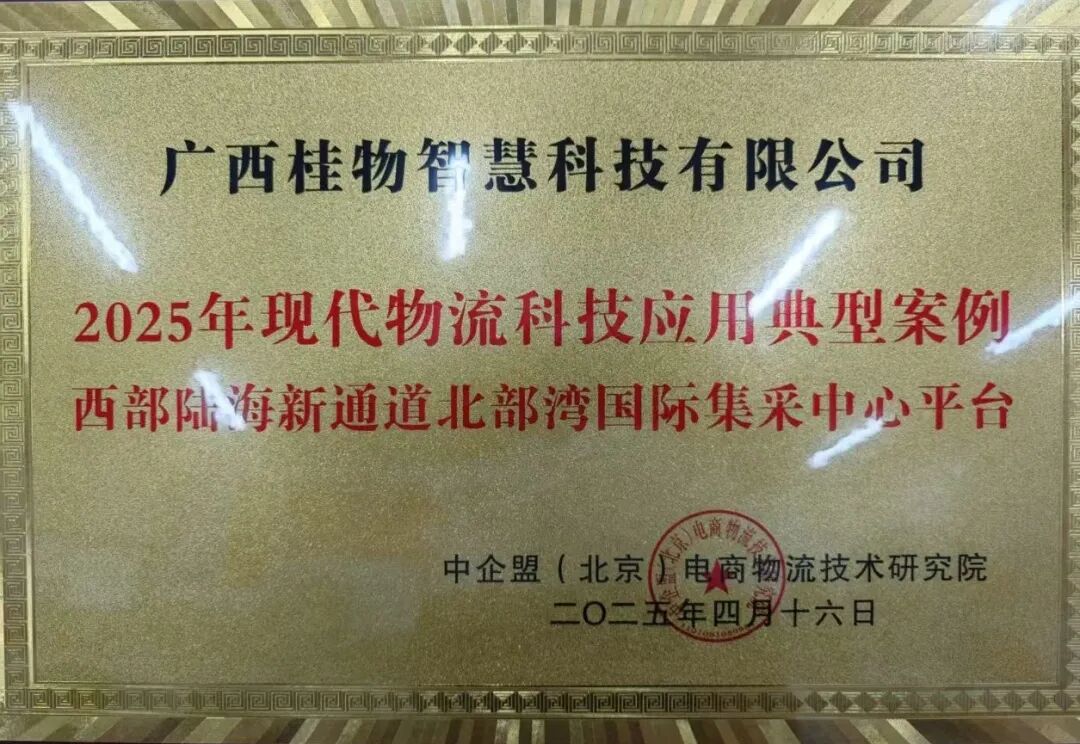 广西桂物智慧科技有限公司
2025年现代物流科技应用典型案例
西部陆海新通道北部湾国际集采中心平台
中企盟（北京）电商物流技术研究院
二〇二五年四月十六日